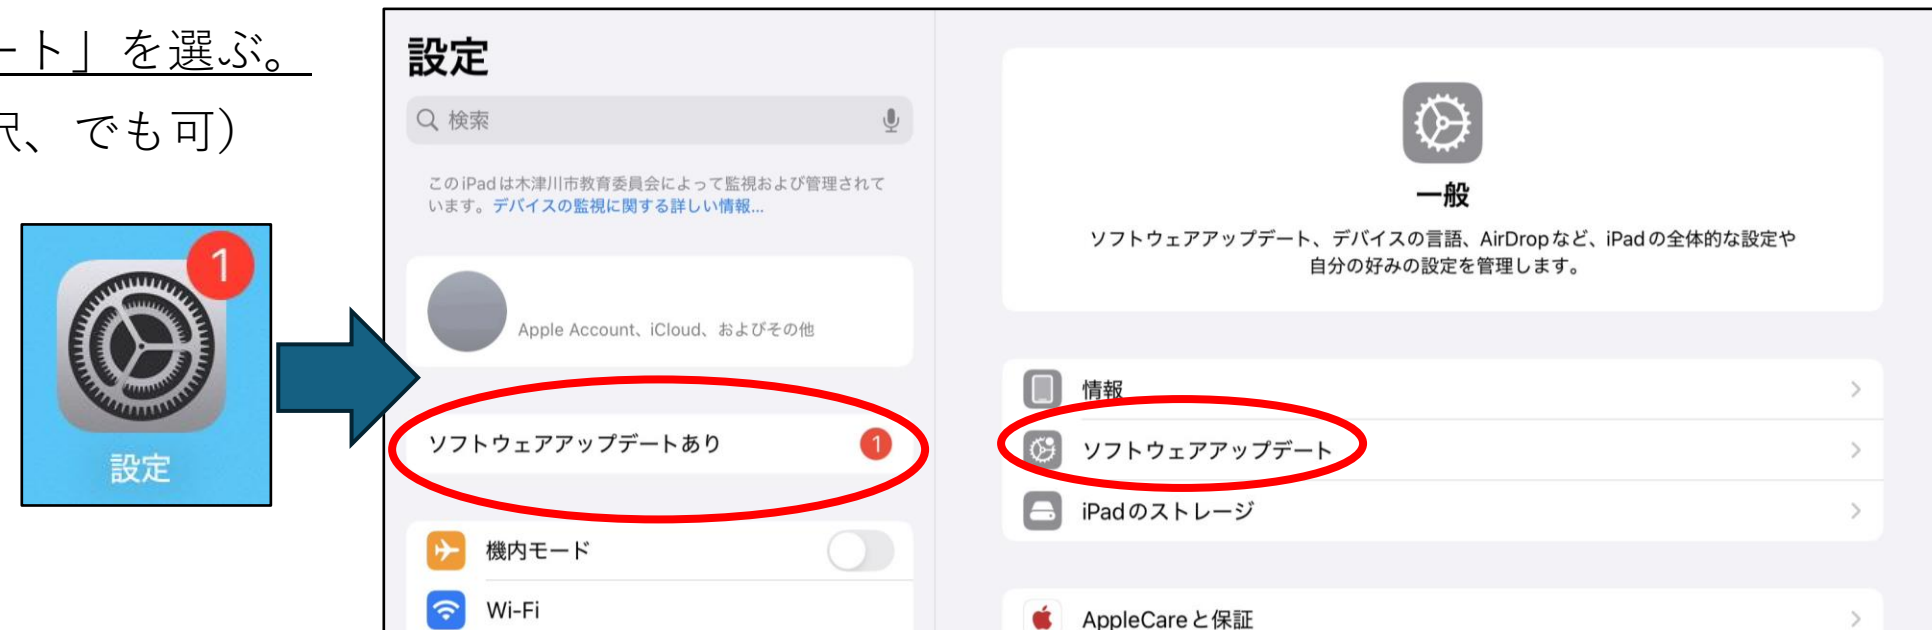 ート」を選ぶ。
択、でも可）
1
設定
設定
検索
このiPadは木津川市教育委員会によって監視および管理されて
います。デバイスの監視に関する詳しい情報...
Apple Account、iCloud、およびその他
ソフトウェアアップデートあり 1
機内モード
Wi-Fi
一般
ソフトウェアアップデート、デバイスの言語、AirDropなど、iPadの全体的な設定や
自分の好みの設定を管理します。
情報
ソフトウェアアップデート
iPadのストレージ
AppleCareと保証